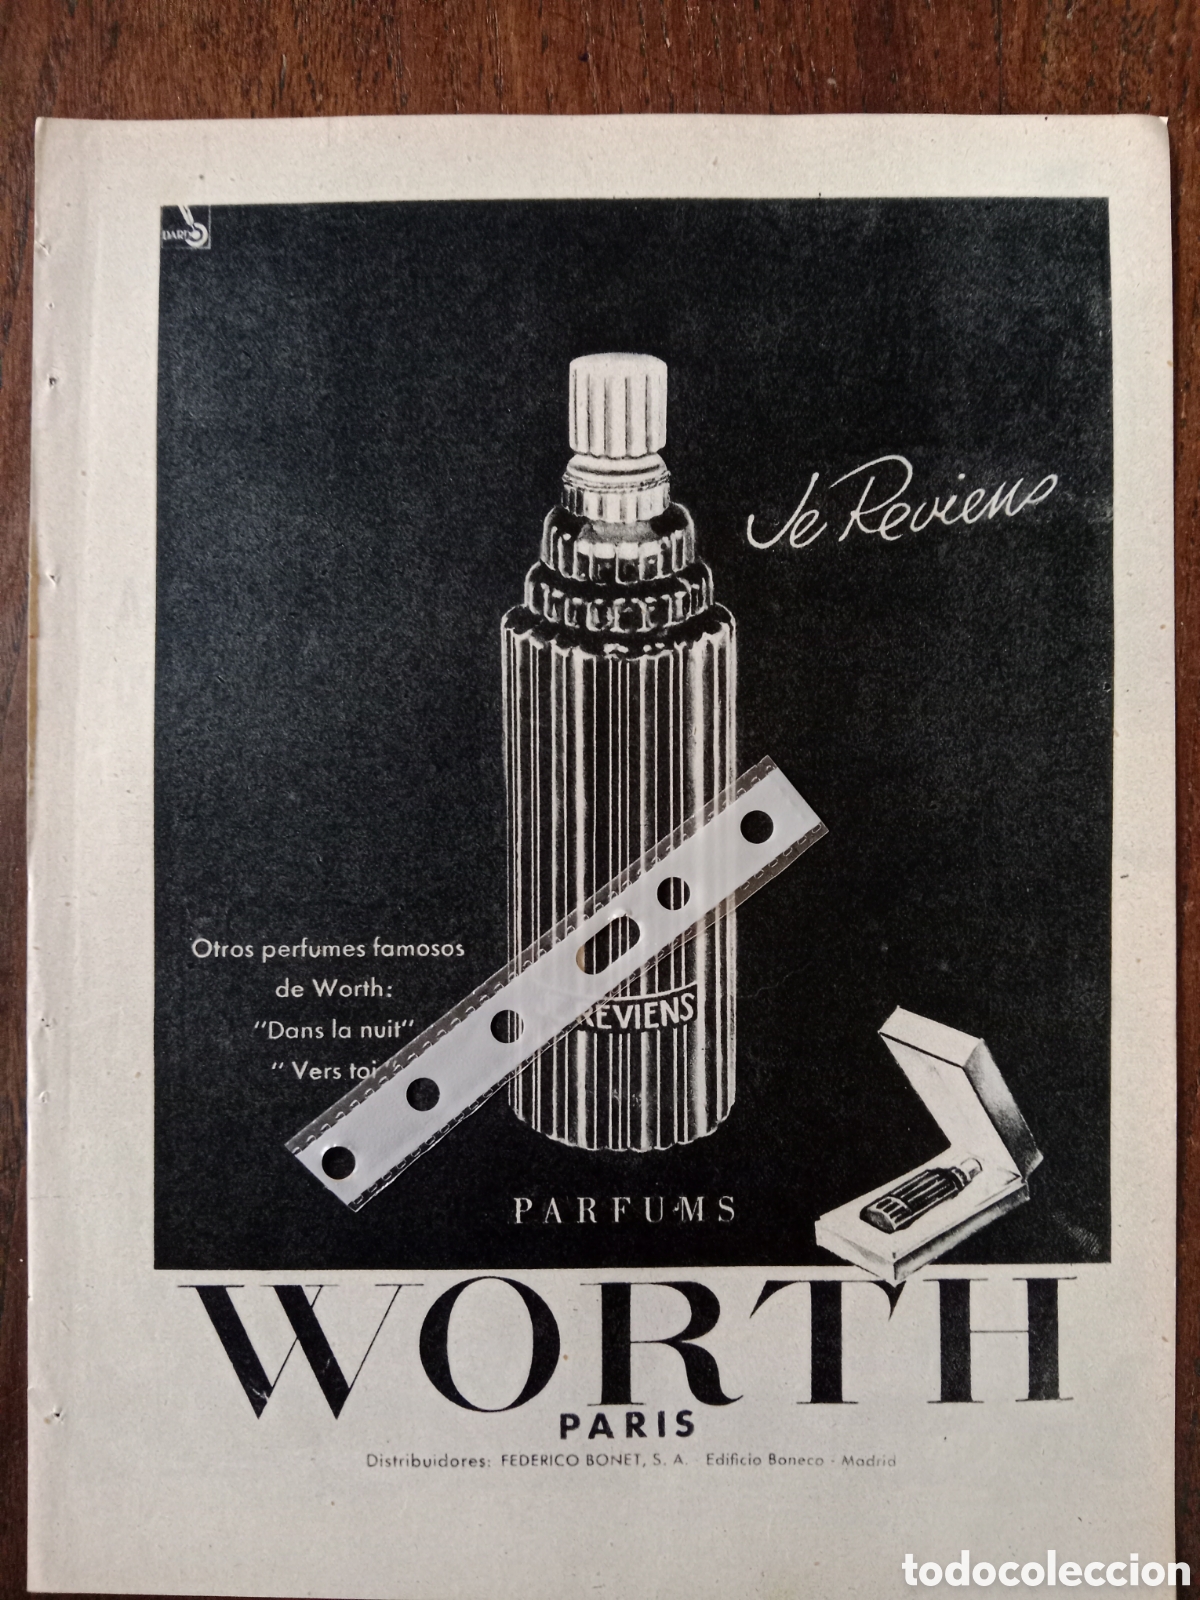 DARDO
Je Reviens
Otros perfumes famosos
de Worth:
"Dans la nuit"
"Vers toi"
REVIENS
PARFUMS
WORTH
PARIS
Distribuidores: FEDERICO BONET, S. A. - Edificio Boneco - Madrid
todocoleccion